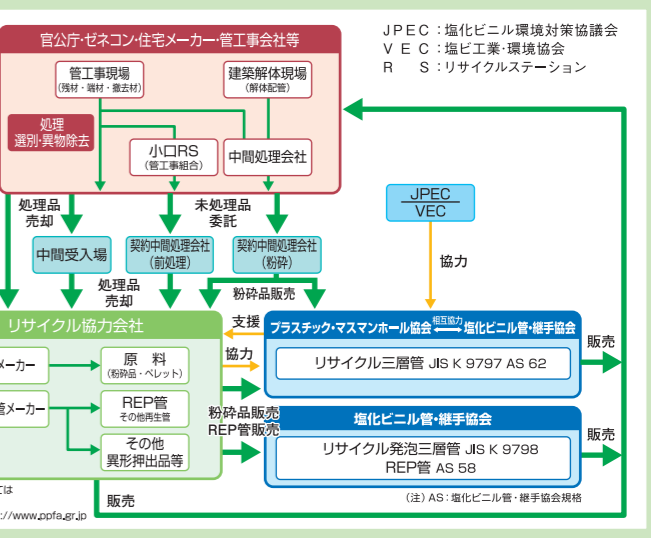 官公庁・ゼネコン・住宅メーカー・管工事会社等
JPEC：塩化ビニル環境対策協議会
VEC：塩ビ工業・環境協会
RS：リサイクルステーション
管工事現場
(残材・端材・撤去材)
建築解体現場
(解体配管)
処理
選別・異物除去
小口RS
(管工事組合)
中間処理会社
処理品
売却
未処理品
委託
JPEC
VEC
中間受入場
契約中間処理会社
(前処理)
契約中間処理会社
(粉砕)
協力
処理品
売却
粉砕品販売
リサイクル協力会社
支援
協力
プラスチック・マスマンホール協会
相互協力
塩化ビニル管・継手協会
販売
メーカー
原料
(粉砕品・ペレット)
リサイクル三層管 JIS K 9797 AS 62
管メーカー
REP管
その他再生管
粉砕品販売
REP管販売
塩化ビニル管・継手協会
販売
その他
異形押出品等
リサイクル発泡三層管 JIS K 9798
REP管 AS 58
(注)AS：塩化ビニル管・継手協会規格
ては
販売
://www.ppfa.gr.jp